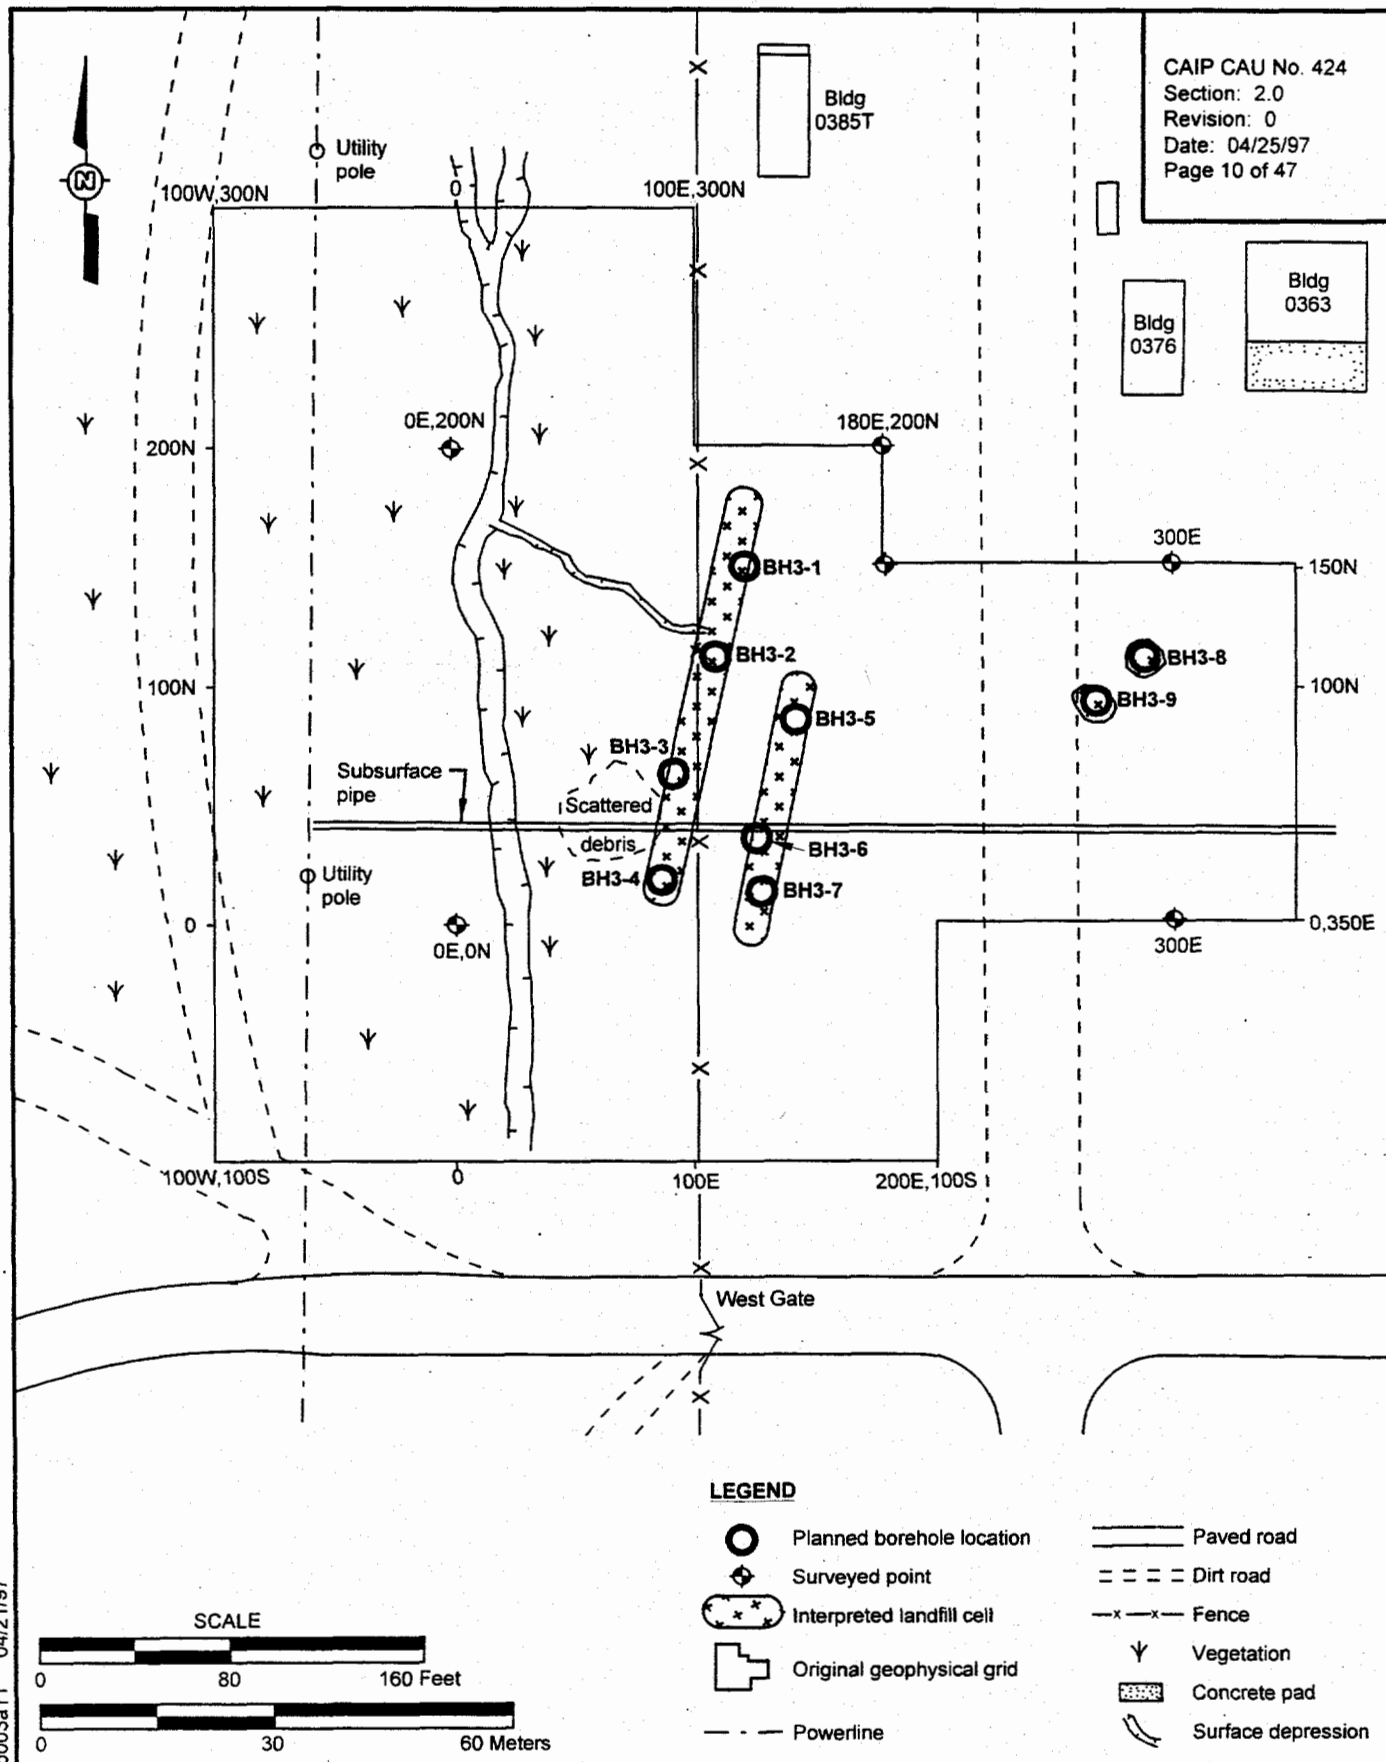 CAIP CAU No. 424
Section: 2.0
Revision: 0
Date: 04/25/97
Page 10 of 47
Bldg
0385T
Utility
pole
N
100W,300N
0
100E,300N
Bldg
0363
Bldg
0376
0E,200N
180E,200N
200N
300E
150N
BH3-1
BH3-2
BH3-8
100N
100N
BH3-9
BH3-5
BH3-3
Subsurface
pipe
Scattered
debris
BH3-6
BH3-4
BH3-7
Utility
pole
0
0E,0N
0,350E
300E
100W,100S
0
100E
200E,100S
West Gate
LEGEND
Planned borehole location
Surveyed point
Interpreted landfill cell
Original geophysical grid
Powerline
Paved road
Dirt road
Fence
Vegetation
Concrete pad
Surface depression
SCALE
0 80 160 Feet
0 30 60 Meters
04/21/97